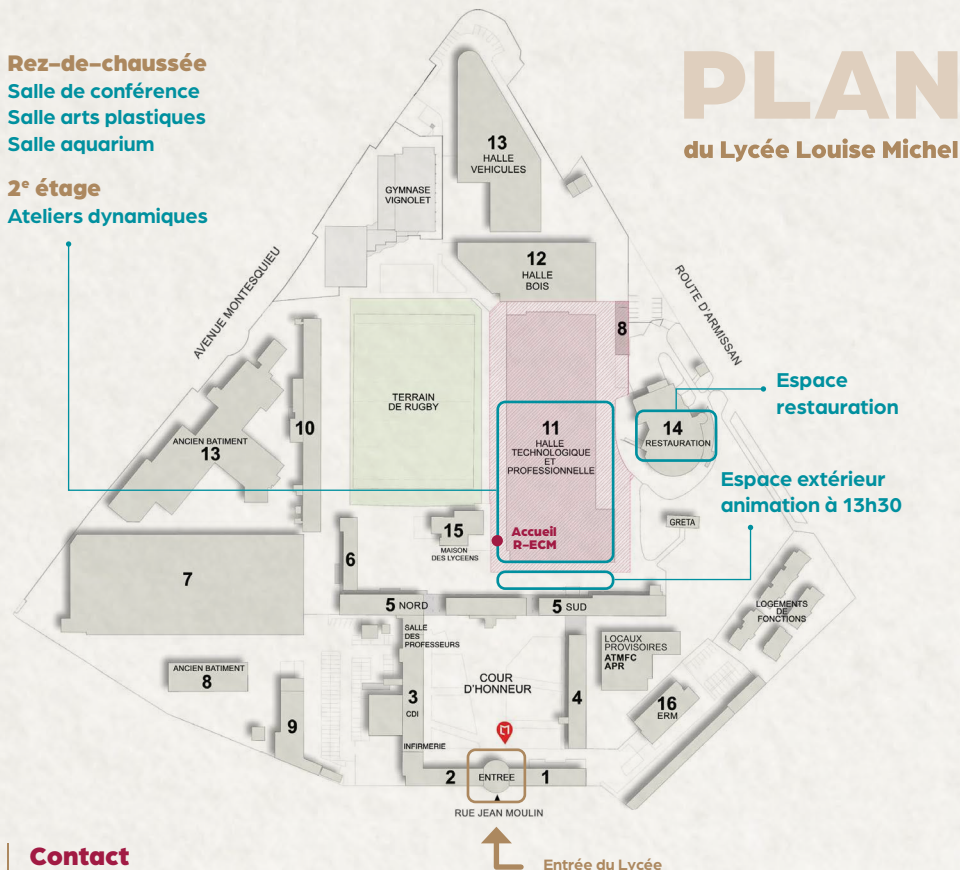 PLAN
du Lycée Louise Michel
Rez-de-chaussée
Salle de conférence
Salle arts plastiques
Salle aquarium
2e étage
Ateliers dynamiques
13
HALLE
VEHICULES
GYMNASE
VIGNOLET
12
HALLE
BOIS
AVENUE MONTESQUIEU
ROUTE D'ARMISSAN
8
TERRAIN
DE RUGBY
10
ANCIEN BATIMENT
13
11
HALLE
TECHNOLOGIQUE
ET
PROFESSIONNELLE
14
RESTAURATION
Espace
restauration
Espace extérieur
animation à 13h30
15
MAISON
DES LYCEENS
Accueil
R-ECM
GRETA
6
7
5 NORD
5 SUD
LOGEMENTS
DE
FONCTIONS
SALLE
DES
PROFESSEURS
LOCAUX
PROVISOIRES
ATMFC
APR
ANCIEN BATIMENT
8
COUR
D'HONNEUR
3
CDI
4
16
ERM
9
INFIRMERIE
2
ENTREE
1
RUE JEAN MOULIN
Contact
Entrée du Lycée